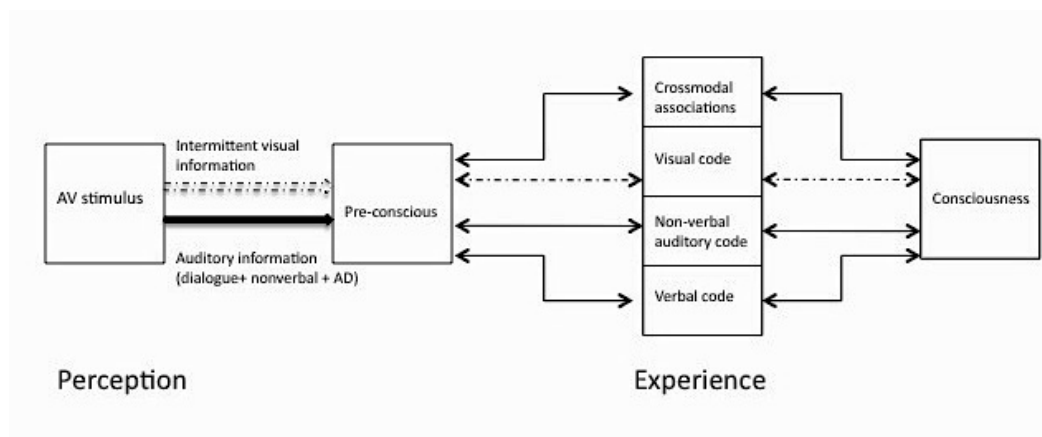 AV stimulus
Intermittent visual
information
Auditory information
(dialogue+ nonverbal + AD)
Pre-conscious
Crossmodal
associations
Visual code
Non-verbal
auditory code
Verbal code
Consciousness
Perception
Experience